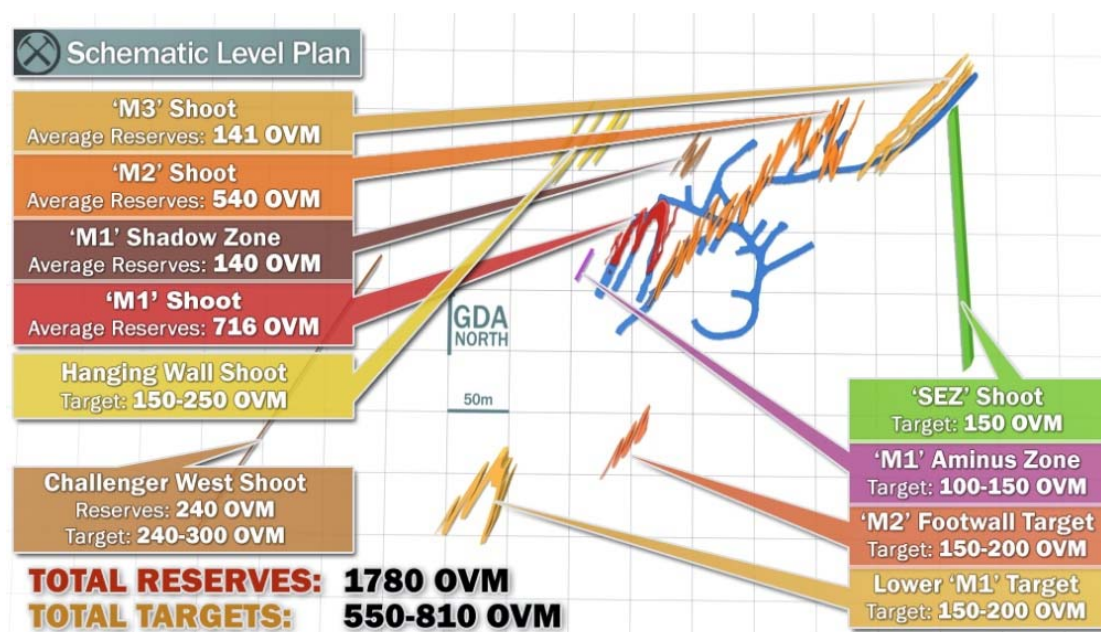 Schematic Level Plan
'M3' Shoot
Average Reserves: 141 OVM
'M2' Shoot
Average Reserves: 540 OVM
'M1' Shadow Zone
Average Reserves: 140 OVM
'M1' Shoot
Average Reserves: 716 OVM
Hanging Wall Shoot
Target: 150-250 OVM
Challenger West Shoot
Reserves: 240 OVM
Target: 240-300 OVM
GDA
NORTH
50m
'SEZ' Shoot
Target: 150 OVM
'M1' Aminus Zone
Target: 100-150 OVM
'M2' Footwall Target
Target: 150-200 OVM
Lower 'M1' Target
Target: 150-200 OVM
TOTAL RESERVES: 1780 OVM
TOTAL TARGETS: 550-810 OVM